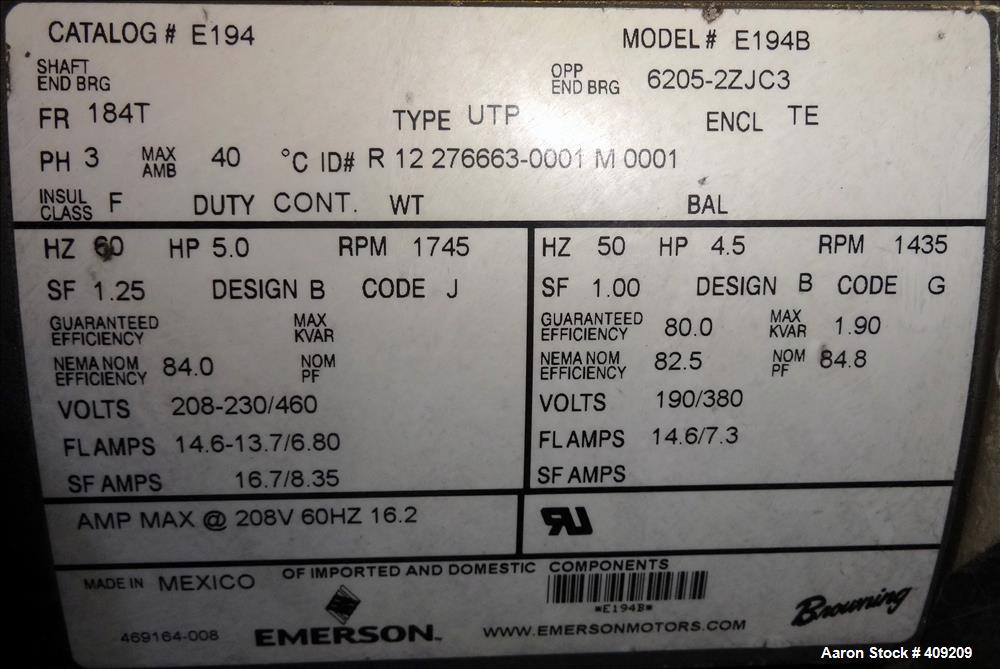 CATALOG # E194 MODEL # E194B
SHAFT END BRG OPP END BRG 6205-2ZJC3
FR 184T TYPE UTP ENCL TE
PH 3 MAX AMB 40 °C ID# R 12 276663-0001 M 0001
INSUL CLASS F DUTY CONT. WT BAL
HZ 60 HP 5.0 RPM 1745
SF 1.25 DESIGN B CODE J
GUARANTEED EFFICIENCY MAX KVAR
NEMA NOM EFFICIENCY 84.0 NOM PF
VOLTS 208-230/460
FL AMPS 14.6-13.7/6.80
SF AMPS 16.7/8.35
AMP MAX @ 208V 60HZ 16.2
HZ 50 HP 4.5 RPM 1435
SF 1.00 DESIGN B CODE G
GUARANTEED EFFICIENCY 80.0 MAX KVAR 1.90
NEMA NOM EFFICIENCY 82.5 NOM PF 84.8
VOLTS 190/380
FL AMPS 14.6/7.3
SF AMPS
RU
MADE IN MEXICO OF IMPORTED AND DOMESTIC COMPONENTS
*E194B*
469164-008 EMERSON™ WWW.EMERSONMOTORS.COM Browning
Aaron Stock # 409209